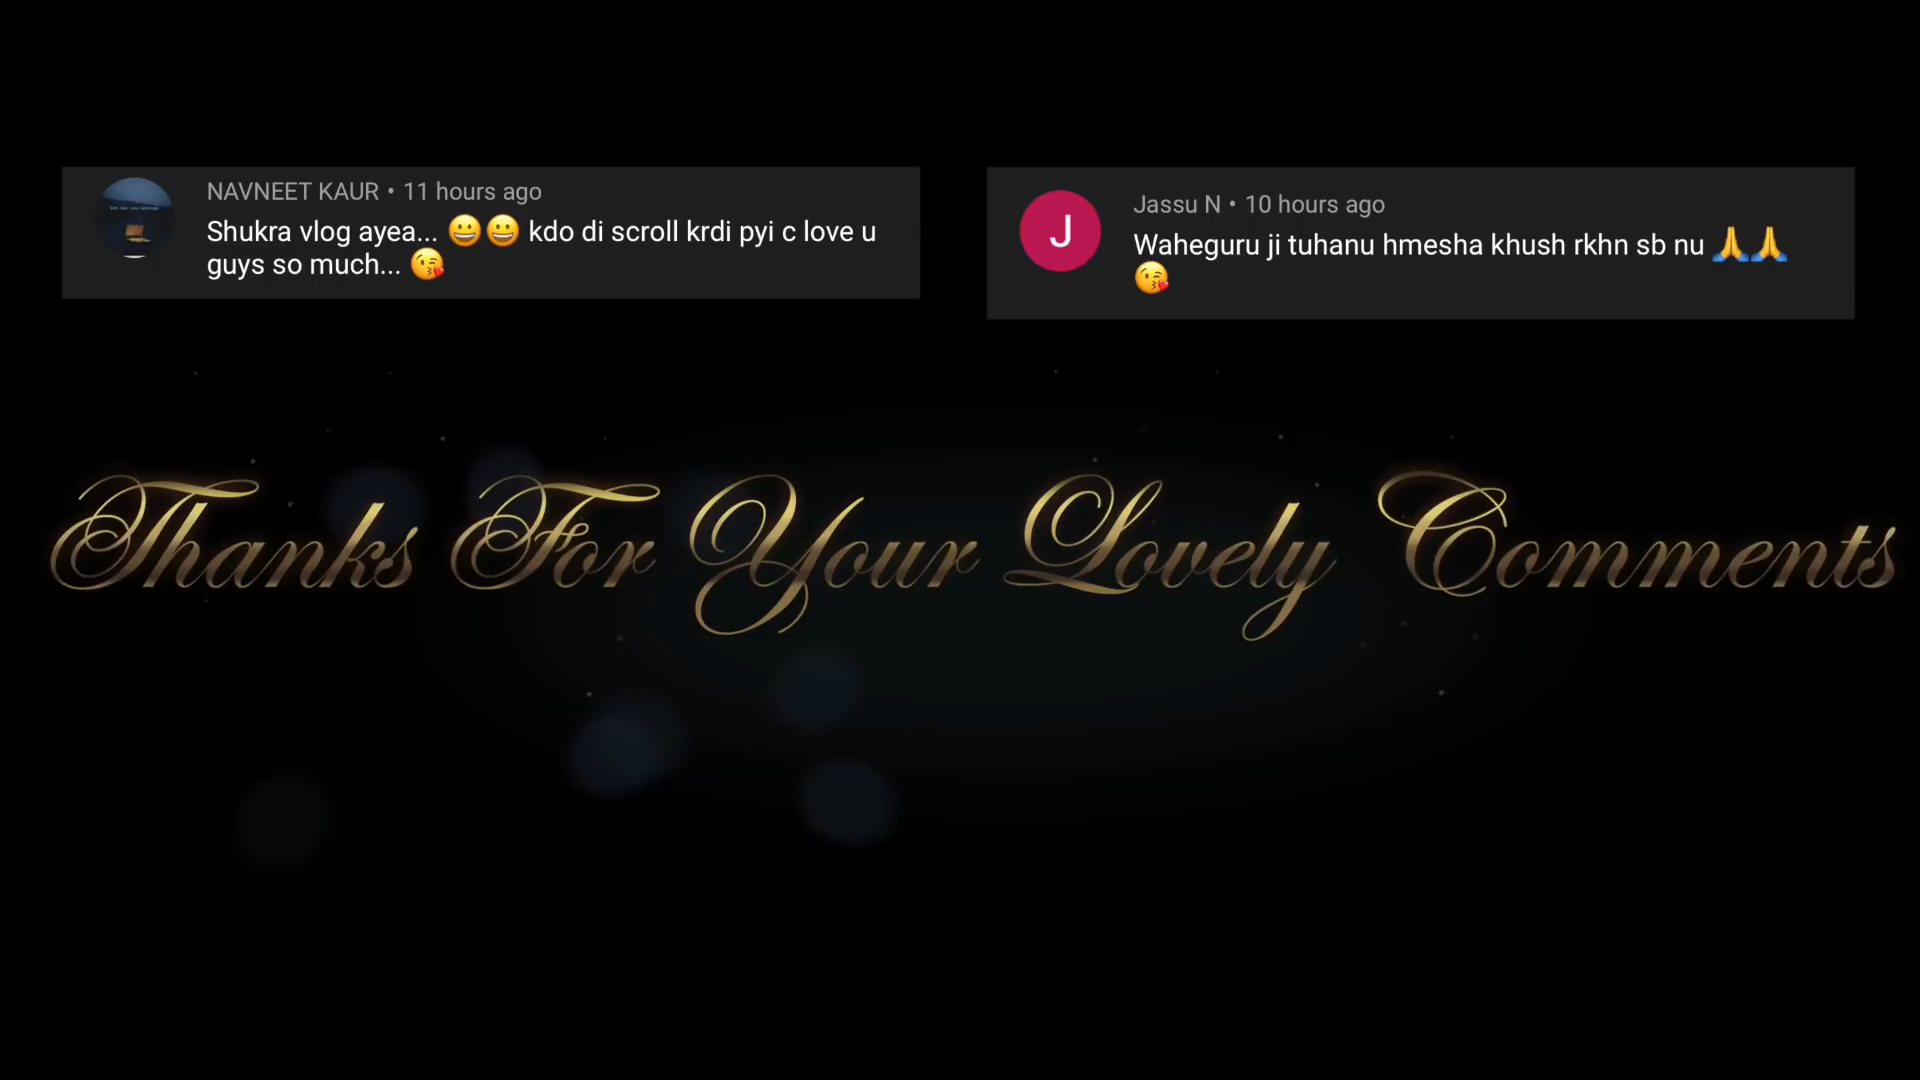 NAVNEET KAUR • 11 hours ago
Shukra vlog ayea... 😀😀 kdo di scroll krdi pyi c love u
guys so much... 😘
Jassu N • 10 hours ago
Waheguru ji tuhanu hmesha khush rkhn sb nu 🙏🙏
😘
Thanks For Your Lovely Comments